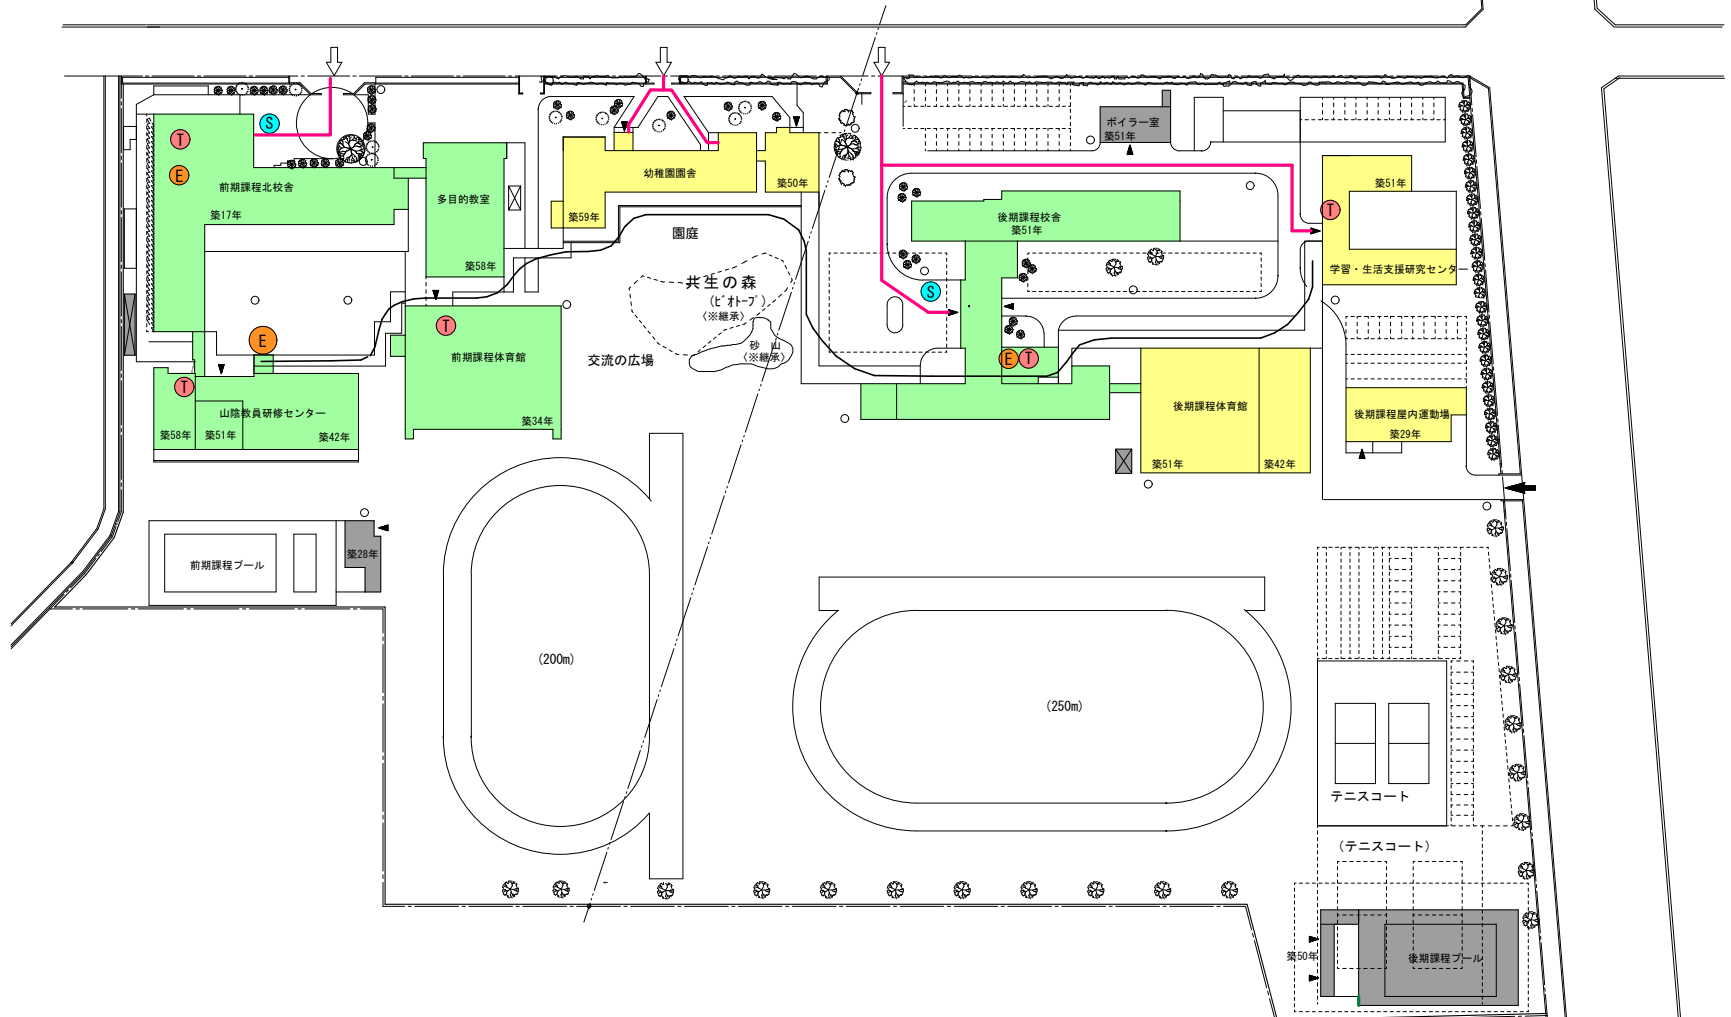 S
T
E
前期課程北校舎
築17年
多目的教室
築58年
幼稚園園舎
築59年
築50年
園庭
共生の森
(ビオトープ)
〈※継承〉
砂 山
〈※継承〉
交流の広場
ボイラー室
築51年
後期課程校舎
築51年
S
E
T
築51年
T
学習・生活支援研究センター
E
T
山陰教員研修センター
築58年
築51年
築42年
T
前期課程体育館
築34年
後期課程体育館
築51年
築42年
後期課程屋内運動場
築29年
前期課程プール
築28年
(200m)
(250m)
テニスコート
(テニスコート)
築50年
後期課程プール